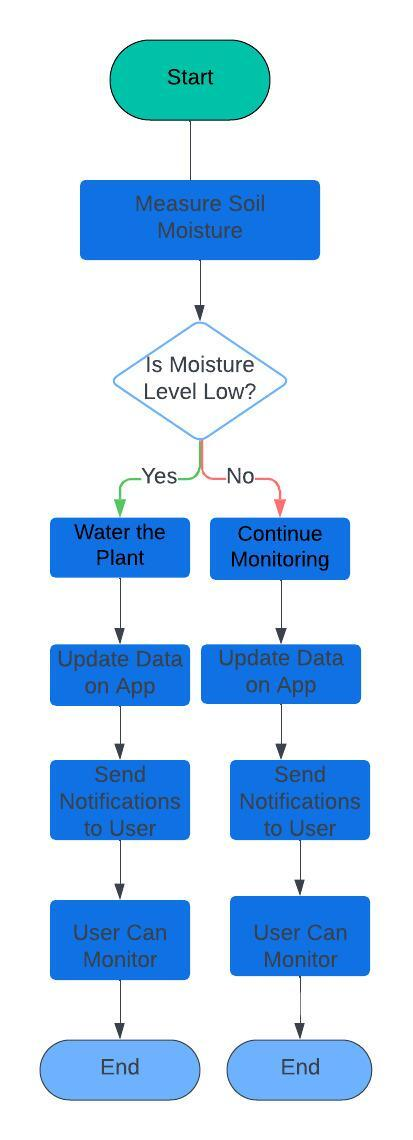 Start
Measure Soil
Moisture
Is Moisture
Level Low?
Yes
No
Water the
Plant
Continue
Monitoring
Update Data
on App
Update Data
on App
Send
Notifications
to User
Send
Notifications
to User
User Can
Monitor
User Can
Monitor
End
End